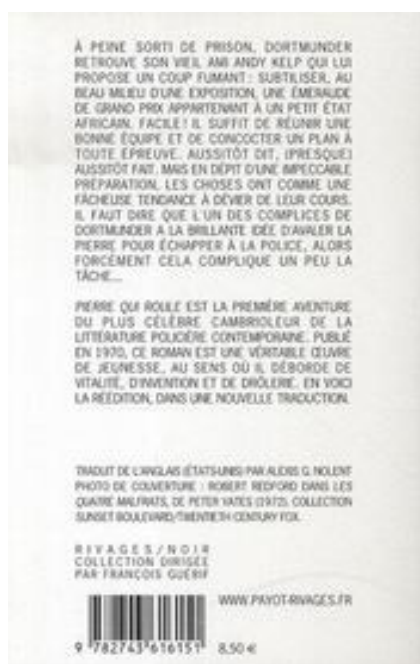 À PEINE SORTI DE PRISON, DORTMUNDER
RETROUVE SON VIEIL AMI ANDY KELP QUI LUI
PROPOSE UN COUP FUMANT : SUBTILISER, AU
BEAU MILIEU D'UNE EXPOSITION, UNE ÉMERAUDE
DE GRAND PRIX APPARTENANT À UN PETIT ÉTAT
AFRICAIN. FACILE ! IL SUFFIT DE RÉUNIR UNE
BONNE ÉQUIPE ET DE CONCOCTER UN PLAN À
TOUTE ÉPREUVE. AUSSITÔT DIT, (PRESQUE)
AUSSITÔT FAIT. MAIS EN DÉPIT D'UNE IMPECCABLE
PRÉPARATION, LES CHOSES ONT COMME UNE
FÂCHEUSE TENDANCE À DÉVIER DE LEUR COURS.
IL FAUT DIRE QUE L'UN DES COMPLICES DE
DORTMUNDER A LA BRILLANTE IDÉE D'AVALER LA
PIERRE POUR ÉCHAPPER À LA POLICE, ALORS
FORCÉMENT CELA COMPLIQUE UN PEU LA
TÂCHE...
PIERRE QUI ROULE EST LA PREMIÈRE AVENTURE
DU PLUS CÉLÈBRE CAMBRIOLEUR DE LA
LITTÉRATURE POLICIÈRE CONTEMPORAINE. PUBLIÉ
EN 1970, CE ROMAN EST UNE VÉRITABLE ŒUVRE
DE JEUNESSE, AU SENS OÙ IL DÉBORDE DE
VITALITÉ, D'INVENTION ET DE DRÔLERIE. EN VOICI
LA RÉÉDITION, DANS UNE NOUVELLE TRADUCTION.
TRADUIT DE L'ANGLAIS (ÉTATS-UNIS) PAR ALEXIS G. NOLENT
PHOTO DE COUVERTURE : ROBERT REDFORD DANS LES
QUATRE MALFRATS, DE PETER YATES (1972). COLLECTION
SUNSET BOULEVARD/TWENTIETH CENTURY FOX.
RIVAGES/NOIR
COLLECTION DIRIGÉE
PAR FRANÇOIS GUÉRIF
WWW.PAYOT-RIVAGES.FR
9 782743 616151 8,50 €